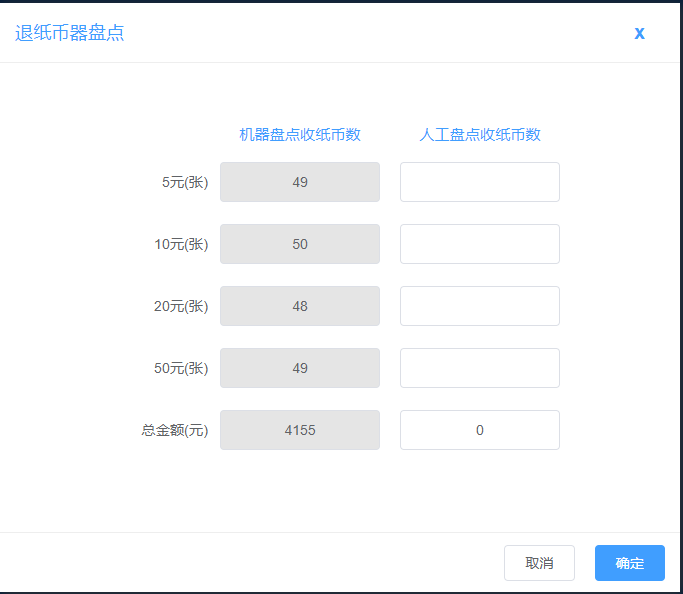 退纸币器盘点 x
机器盘点收纸币数 人工盘点收纸币数
5元(张) 49
10元(张) 50
20元(张) 48
50元(张) 49
总金额(元) 4155 0
取消 确定